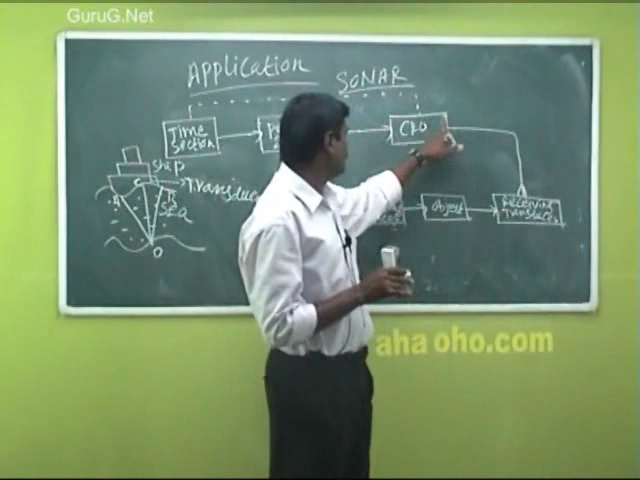 GuruG.Net
Application SONAR
Time
Section
CRO
ship
Transduce
SEA
O
Object
RECEIVING
TRANSDUCER
aha oho.com